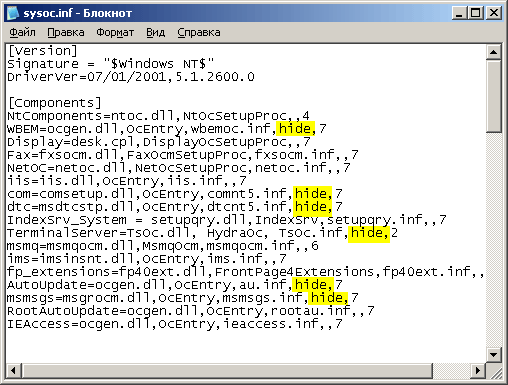 sysoc.inf - Блокнот
Файл Правка Формат Вид Справка
[Version]
Signature = "$Windows NT$"
DriverVer=07/01/2001,5.1.2600.0
[Components]
NtComponents=ntoc.dll,NtOcSetupProc,,4
WBEM=ocgen.dll,OcEntry,wbemoc.inf,hide,7
Display=desk.cpl,DisplayOcSetupProc,,7
Fax=fxsocm.dll,FaxOcmSetupProc,fxsocm.inf,,7
NetOC=netoc.dll,NetOcSetupProc,netoc.inf,,7
iis=iis.dll,OcEntry,iis.inf,,7
com=comsetup.dll,OcEntry,comnt5.inf,hide,7
dtc=msdtcstp.dll,OcEntry,dtcnt5.inf,hide,7
IndexSrv_System = setupqry.dll,IndexSrv,setupqry.inf,,7
TerminalServer=TsOc.dll, HydraOc, TsOc.inf,hide,2
msmq=msmqocm.dll,MsmqOcm,msmqocm.inf,,6
ims=imsinsnt.dll,OcEntry,ims.inf,,7
fp_extensions=fp40ext.dll,FrontPage4Extensions,fp40ext.inf,,
AutoUpdate=ocgen.dll,OcEntry,au.inf,hide,7
msmsgs=msgrocm.dll,OcEntry,msmsgs.inf,hide,7
RootAutoUpdate=ocgen.dll,OcEntry,rootau.inf,,7
IEAccess=ocgen.dll,OcEntry,ieaccess.inf,,7